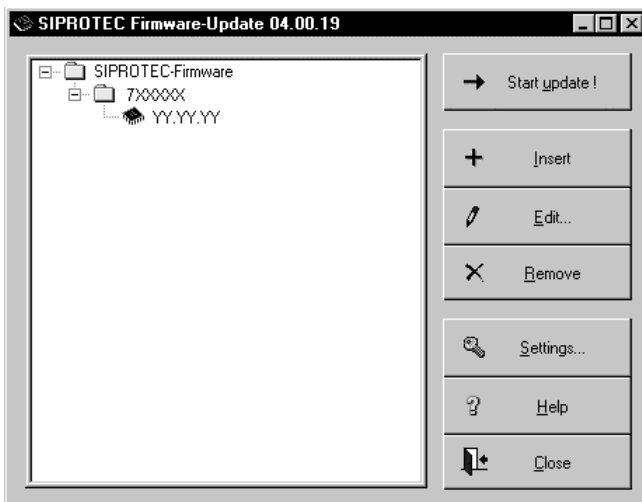 SIPROTEC Firmware-Update 04.00.19
SIPROTEC-Firmware
7XXXXX
YY.YY.YY
Start update !
Insert
Edit...
Remove
Settings...
Help
Close